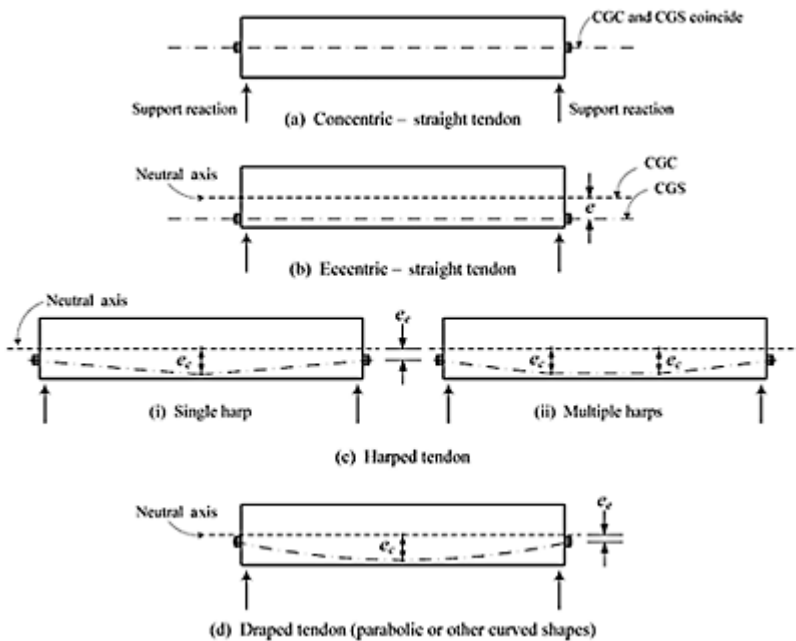 CGC and CGS coincide
Support reaction
Support reaction
(a) Concentric – straight tendon
Neutral axis
CGC
CGS
e
(b) Eccentric – straight tendon
Neutral axis
e_e
e_c
e_c
e_c
(i) Single harp
(ii) Multiple harps
(c) Harped tendon
Neutral axis
e_e
e_c
(d) Draped tendon (parabolic or other curved shapes)